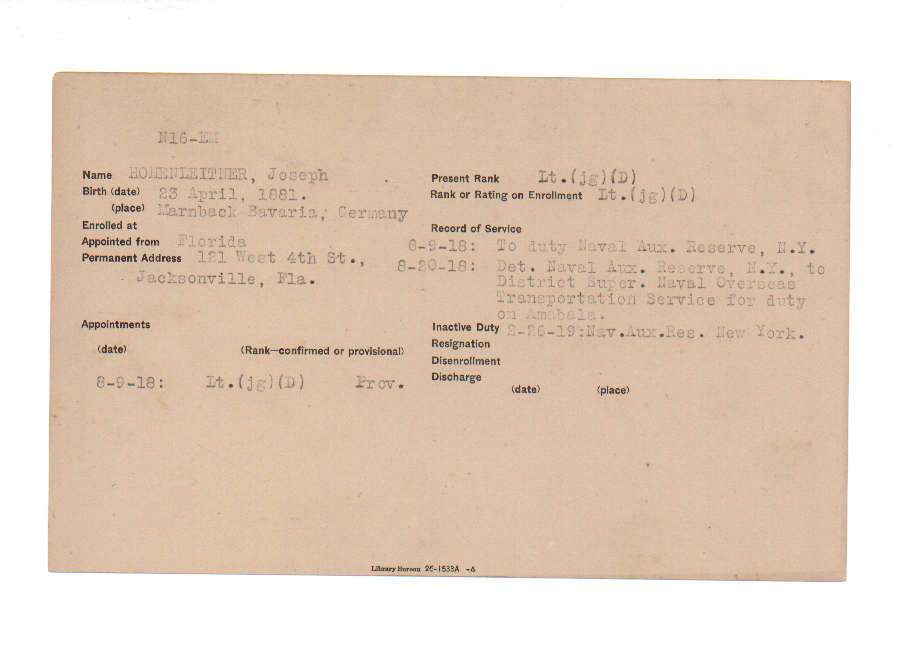 N16-EM
Name HOHENLEITNER, Joseph
Birth (date) 23 April, 1881.
(place) Marnback Bavaria, Germany
Enrolled at
Appointed from Florida
Permanent Address 121 West 4th St.,
Jacksonville, Fla.
Appointments
(date) (Rank—confirmed or provisional)
8-9-18: Lt.(jg)(D) Prov.
Present Rank Lt.(jg)(D)
Rank or Rating on Enrollment Lt.(jg)(D)
Record of Service
8-9-18: To duty Naval Aux. Reserve, N.Y.
8-20-18: Det. Naval Aux. Reserve, N.Y., to
District Super. Naval Overseas
Transportation Service for duty
on Amabala.
Inactive Duty 2-26-19:Nav.Aux.Res. New York.
Resignation
Disenrollment
Discharge
(date) (place)
Library Bureau 26-1533A -A